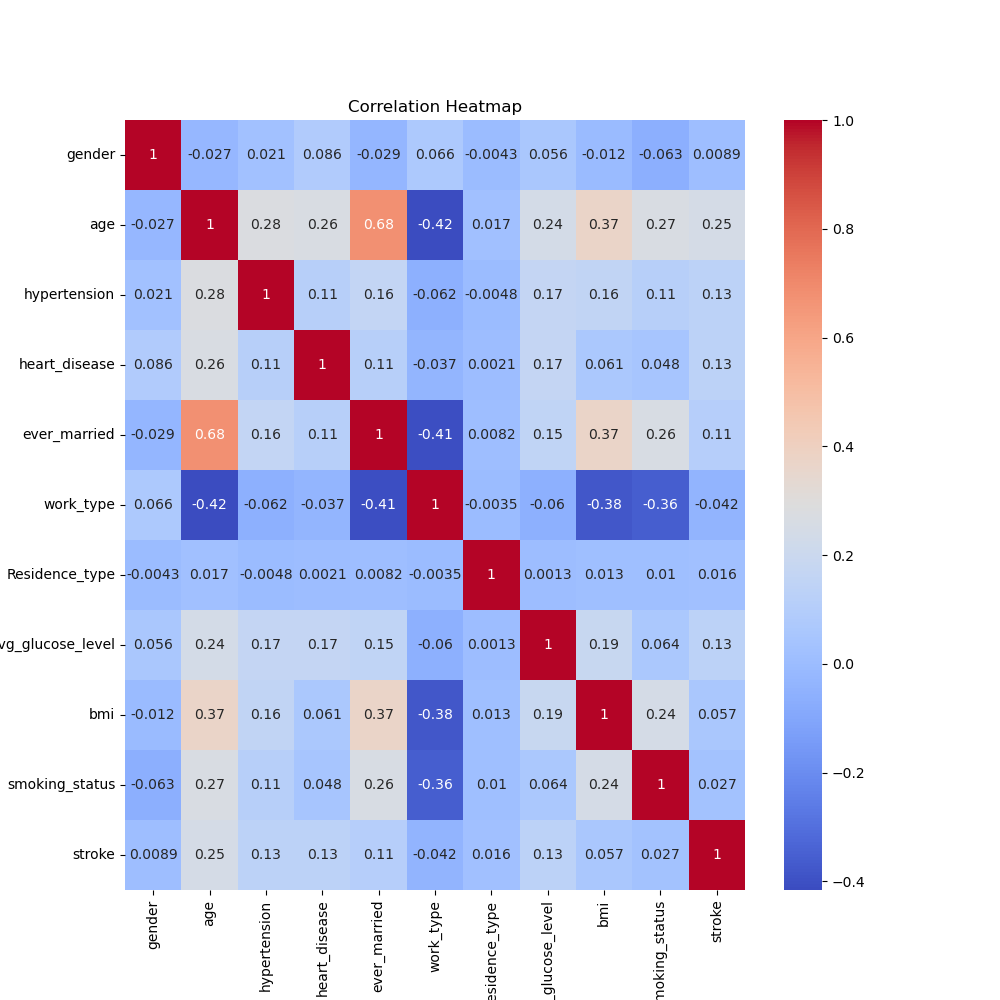 Correlation Heatmap
gender 1 -0.027 0.021 0.086 -0.029 0.066 -0.0043 0.056 -0.012 -0.063 0.0089
age -0.027 1 0.28 0.26 0.68 -0.42 0.017 0.24 0.37 0.27 0.25
hypertension 0.021 0.28 1 0.11 0.16 -0.062 -0.0048 0.17 0.16 0.11 0.13
heart_disease 0.086 0.26 0.11 1 0.11 -0.037 0.0021 0.17 0.061 0.048 0.13
ever_married -0.029 0.68 0.16 0.11 1 -0.41 0.0082 0.15 0.37 0.26 0.11
work_type 0.066 -0.42 -0.062 -0.037 -0.41 1 -0.0035 -0.06 -0.38 -0.36 -0.042
Residence_type -0.0043 0.017 -0.0048 0.0021 0.0082 -0.0035 1 0.0013 0.013 0.01 0.016
vg_glucose_level 0.056 0.24 0.17 0.17 0.15 -0.06 0.0013 1 0.19 0.064 0.13
bmi -0.012 0.37 0.16 0.061 0.37 -0.38 0.013 0.19 1 0.24 0.057
smoking_status -0.063 0.27 0.11 0.048 0.26 -0.36 0.01 0.064 0.24 1 0.027
stroke 0.0089 0.25 0.13 0.13 0.11 -0.042 0.016 0.13 0.057 0.027 1
gender
age
hypertension
heart_disease
ever_married
work_type
esidence_type
_glucose_level
bmi
moking_status
stroke
1.0
0.8
0.6
0.4
0.2
0.0
−0.2
−0.4